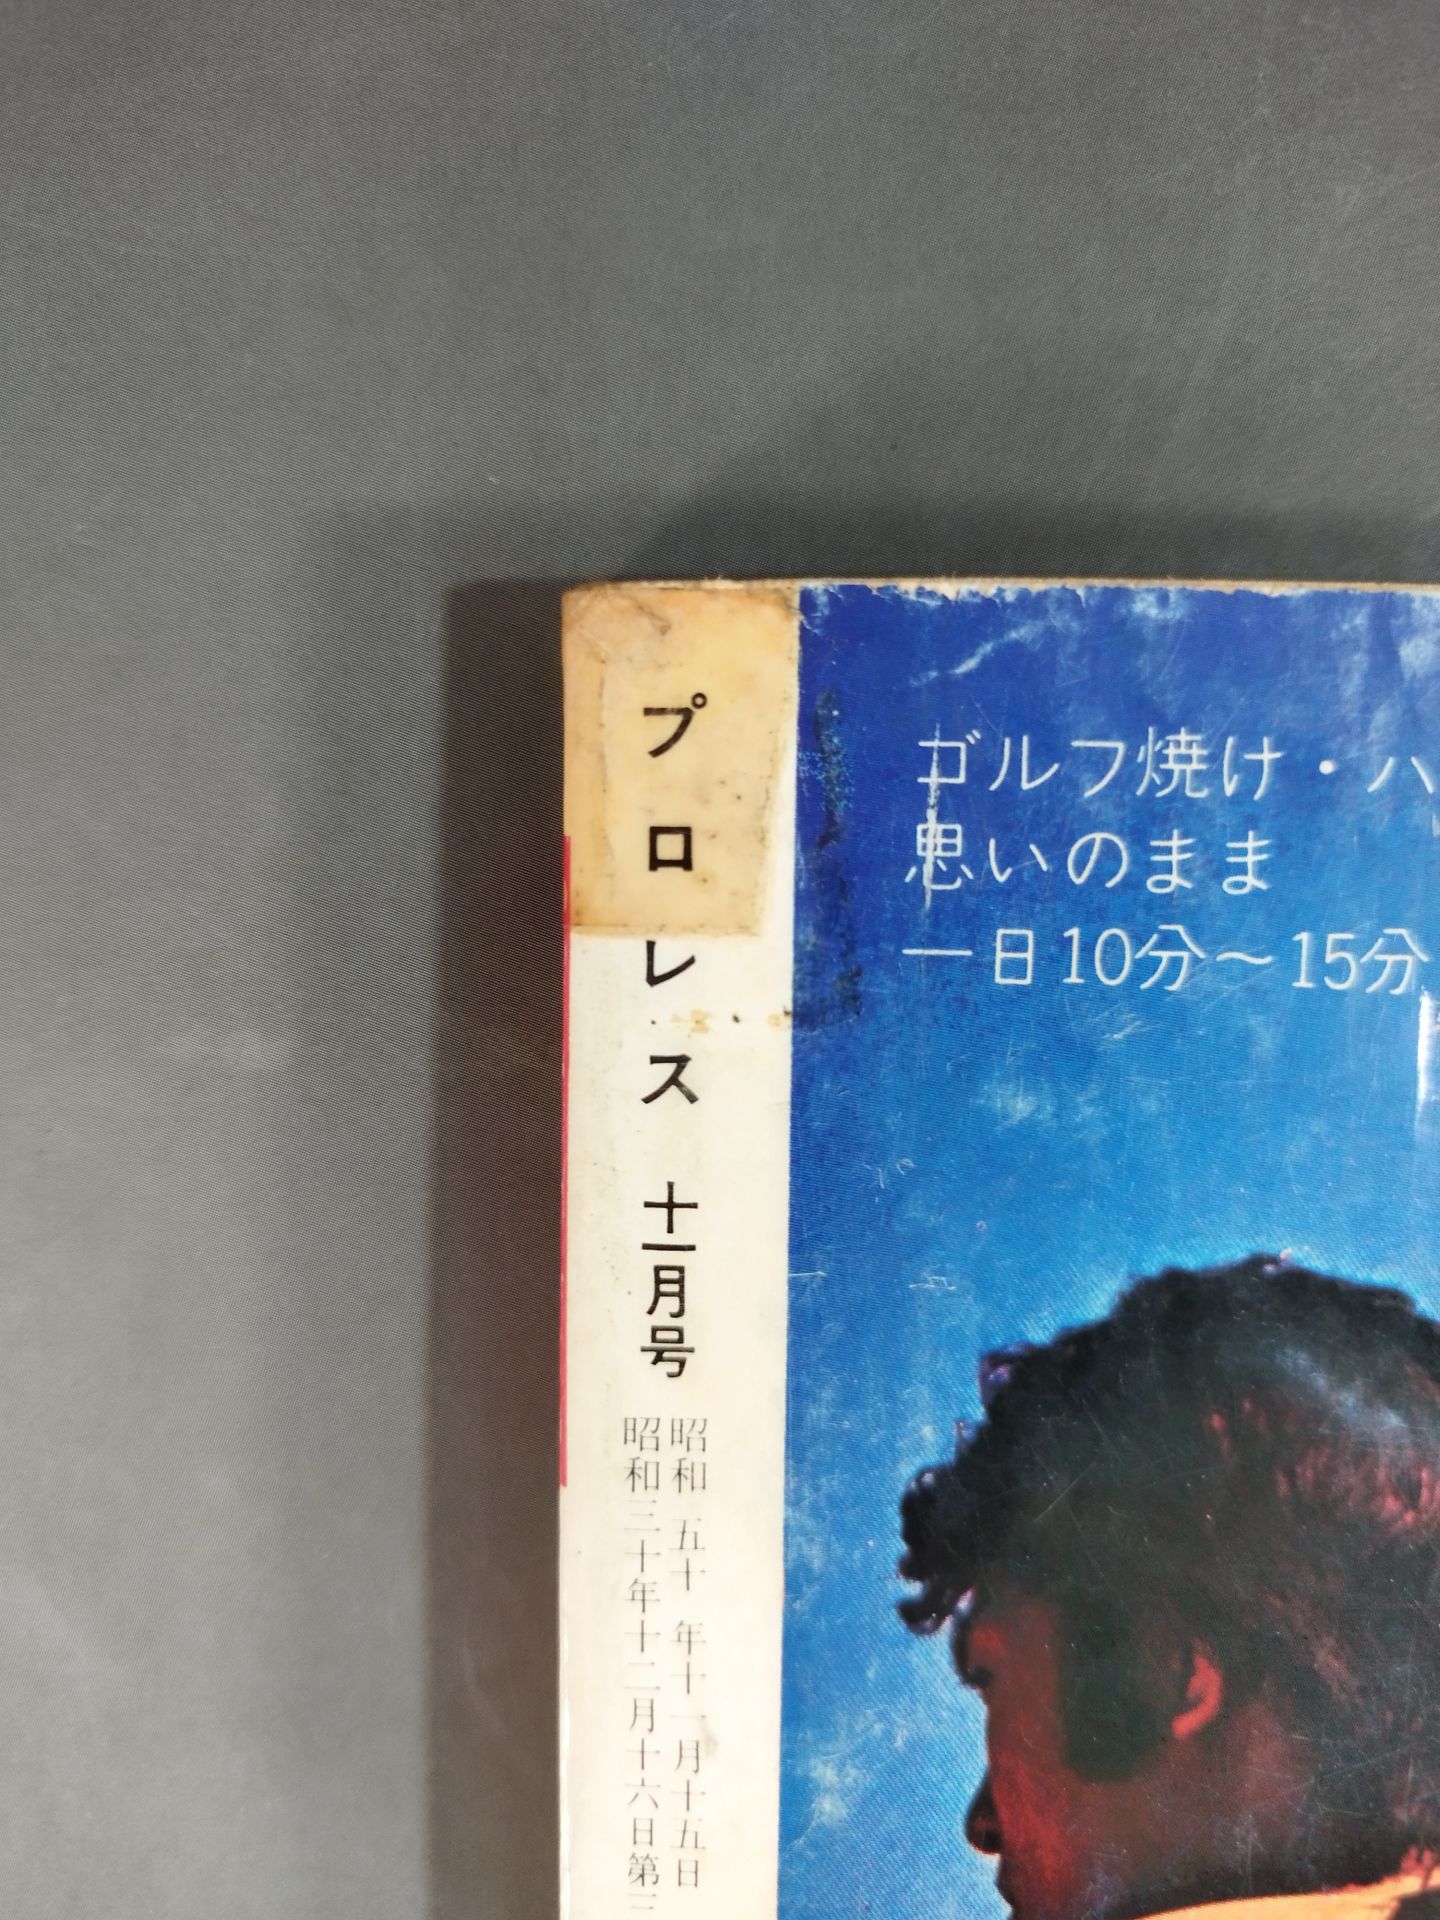 プロレス 十一月号
昭和 五十 年十一月十五日
昭和三十年十二月十六日第三
ゴルフ焼け・ハ
思いのまま
一日10分～15分